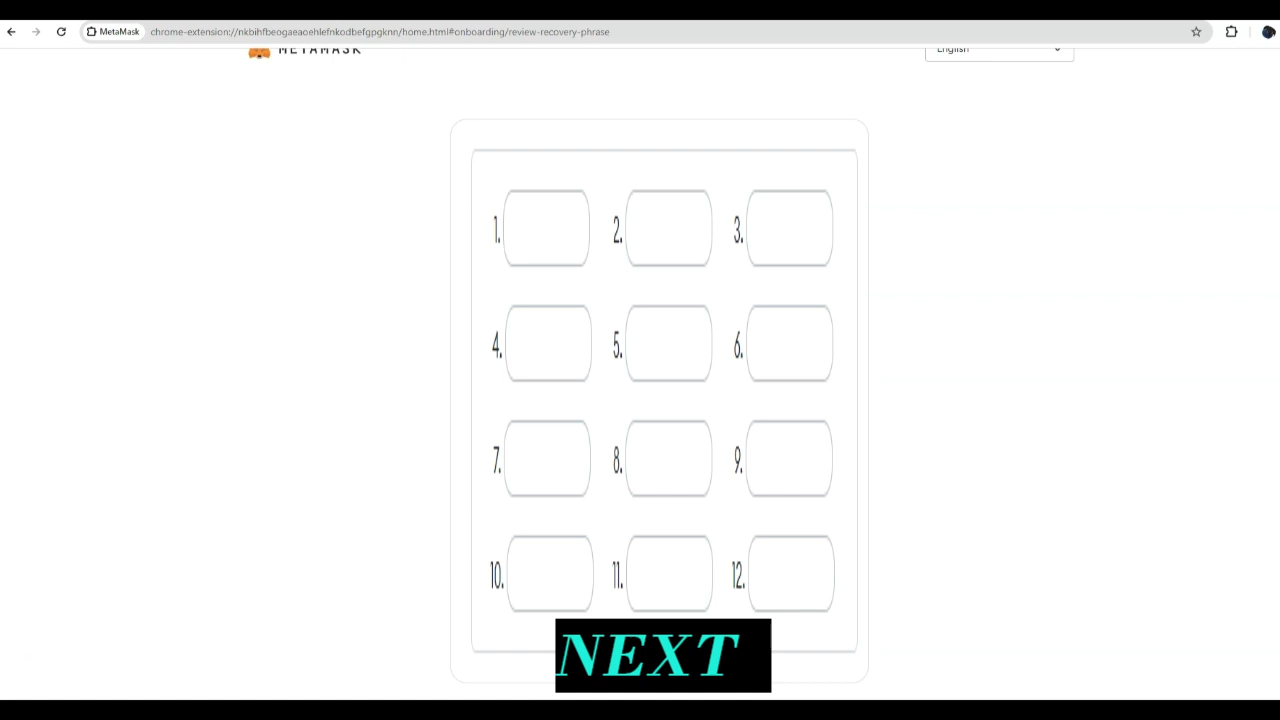 MetaMask chrome-extension://nkbihfbeogaeaoehlefnkodbefgpgknn/home.html#onboarding/review-recovery-phrase
METAMASK English
1. 2. 3.
4. 5. 6.
7. 8. 9.
10. 11. 12.
NEXT